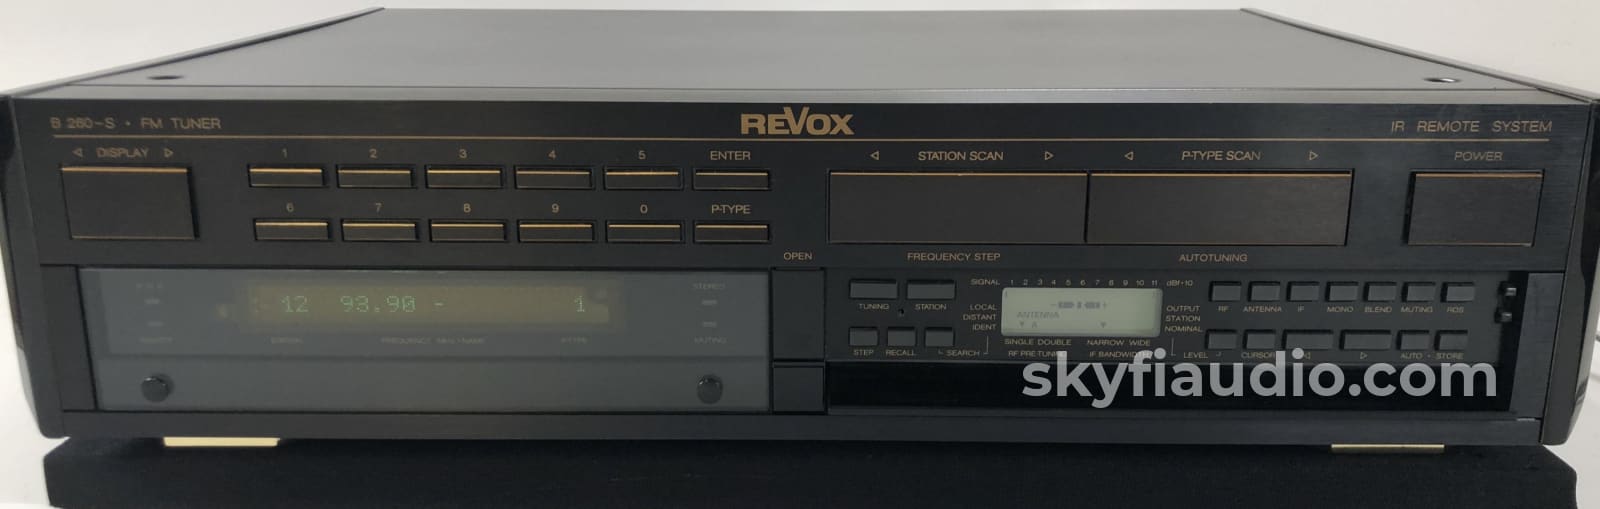 REVOX
B 260-S • FM TUNER
IR REMOTE SYSTEM
◁ DISPLAY ▷
1 2 3 4 5 ENTER
◁ STATION SCAN ▷
◁ P-TYPE SCAN ▷
POWER
6 7 8 9 0 P-TYPE
OPEN
FREQUENCY STEP
AUTOTUNING
STEREO
12 93.90 - 1
FREQUENCY
P-TYPE
MUTING
SIGNAL 1 2 3 4 5 6 7 8 9 10 11 dBf·10
TUNING STATION
LOCAL
DISTANT
IDENT
- +
ANTENNA
▼ A ▼
OUTPUT
STATION
NOMINAL
RF ANTENNA IF MONO BLEND MUTING RDS
STEP RECALL SEARCH
SINGLE DOUBLE NARROW WIDE
RF PRE-TUNING IF BANDWIDTH
LEVEL CURSOR ◁ ▷ AUTO • STORE
skyfiaudio.com